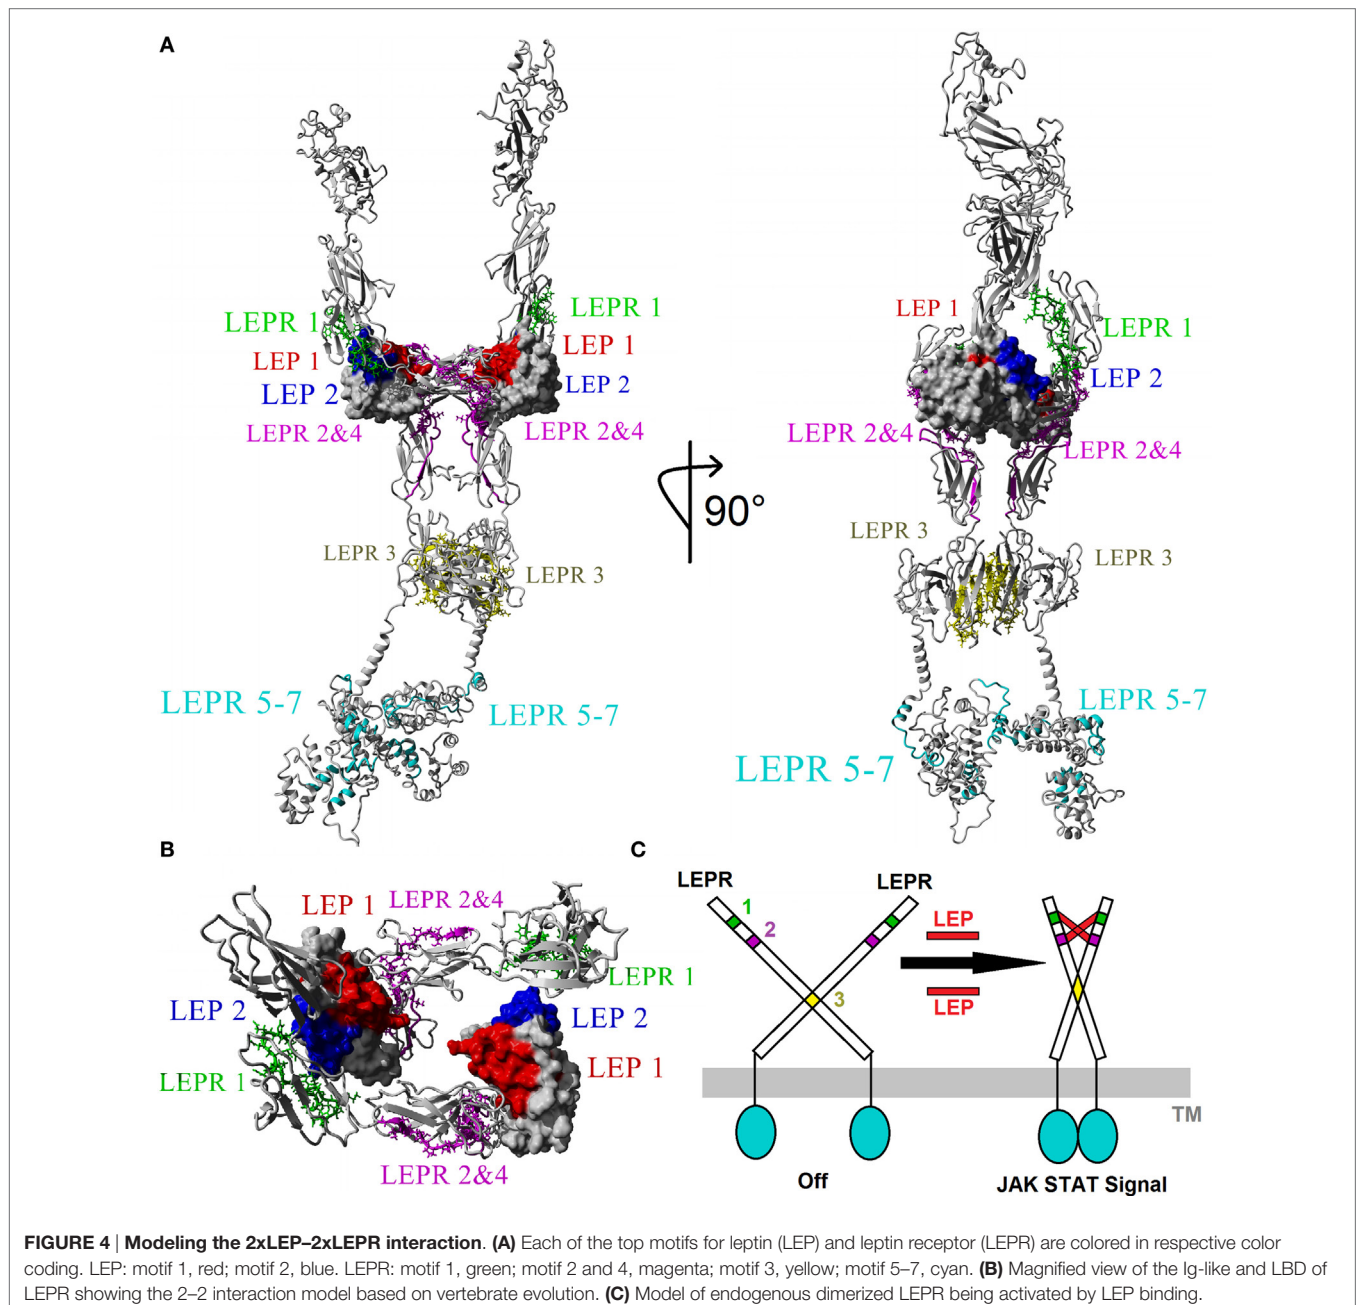 A
LEPR 1
LEP 1
LEP 2
LEPR 2&4
LEPR 1
LEP 1
LEP 2
LEPR 2&4
LEPR 3
LEPR 3
LEPR 5-7
LEPR 5-7
90°
LEP 1
LEPR 1
LEP 2
LEPR 2&4
LEPR 2&4
LEPR 3
LEPR 3
LEPR 5-7
LEPR 5-7
B
LEP 1
LEPR 2&4
LEPR 1
LEP 2
LEP 2
LEP 1
LEPR 1
LEPR 2&4
C
LEPR
LEPR
1
2
3
LEP
LEP
TM
Off
JAK STAT Signal
FIGURE 4 | Modeling the 2xLEP–2xLEPR interaction. (A) Each of the top motifs for leptin (LEP) and leptin receptor (LEPR) are colored in respective color
coding. LEP: motif 1, red; motif 2, blue. LEPR: motif 1, green; motif 2 and 4, magenta; motif 3, yellow; motif 5–7, cyan. (B) Magnified view of the Ig-like and LBD of
LEPR showing the 2–2 interaction model based on vertebrate evolution. (C) Model of endogenous dimerized LEPR being activated by LEP binding.